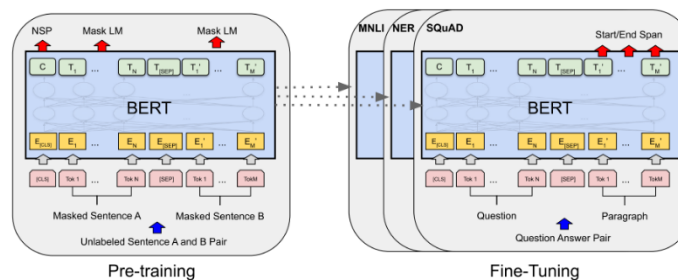 NSP Mask LM Mask LM
C T1 ... TN T[SEP] T1' ... TM'
BERT
E[CLS] E1 ... EN E[SEP] E1' ... EM'
[CLS] Tok 1 ... Tok N [SEP] Tok 1 ... TokM
Masked Sentence A Masked Sentence B
Unlabeled Sentence A and B Pair
Pre-training
MNLI NER SQuAD Start/End Span
C T1 ... TN T[SEP] T1' ... TM'
BERT
E[CLS] E1 ... EN E[SEP] E1' ... EM'
[CLS] Tok 1 ... Tok N [SEP] Tok 1 ... TokM
Question Paragraph
Question Answer Pair
Fine-Tuning